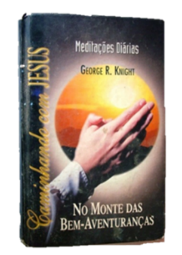 Caminhando com JESUS
Meditações Diárias
GEORGE R. KNIGHT
NO MONTE DAS
BEM-AVENTURANÇAS